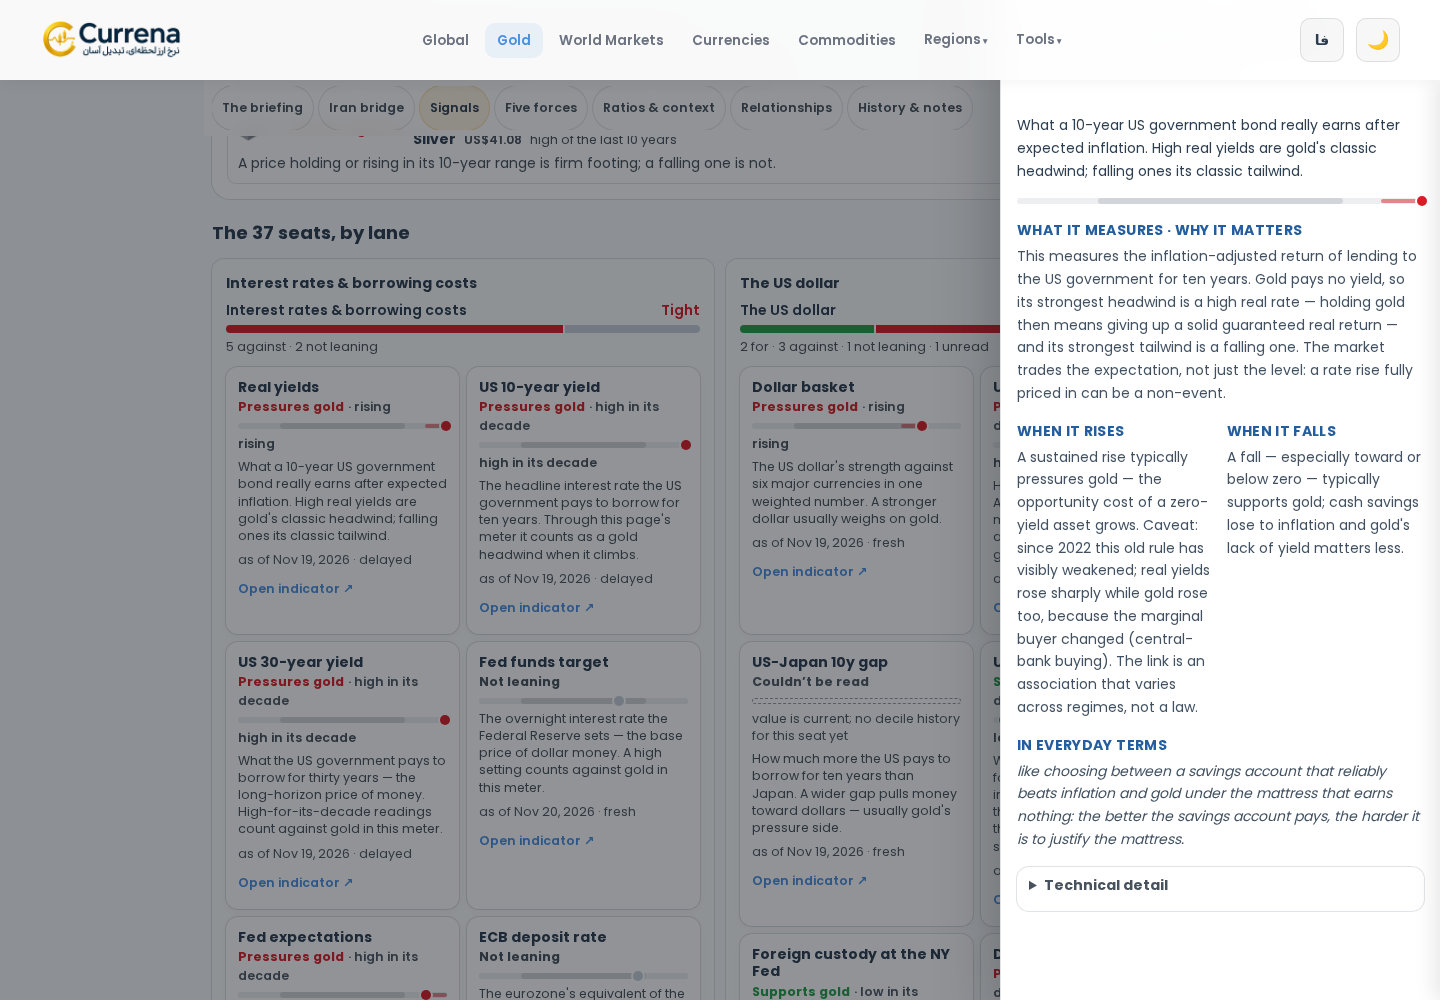 Currena
نرخ ارز لحظه‌ای، تبدیل آسان
Global
Gold
World Markets
Currencies
Commodities
Regions ▾
Tools ▾
فا
The briefing
Iran bridge
Signals
Five forces
Ratios & context
Relationships
History & notes
Silver US$41.08 high of the last 10 years
A price holding or rising in its 10-year range is firm footing; a falling one is not.
The 37 seats, by lane
Interest rates & borrowing costs
Interest rates & borrowing costs Tight
5 against · 2 not leaning
Real yields
Pressures gold · rising
rising
What a 10-year US government
bond really earns after expected
inflation. High real yields are
gold's classic headwind; falling
ones its classic tailwind.
as of Nov 19, 2026 · delayed
Open indicator ↗
US 10-year yield
Pressures gold · high in its
decade
high in its decade
The headline interest rate the US
government pays to borrow for
ten years. Through this page's
meter it counts as a gold
headwind when it climbs.
as of Nov 19, 2026 · delayed
Open indicator ↗
US 30-year yield
Pressures gold · high in its
decade
high in its decade
What the US government pays to
borrow for thirty years — the
long-horizon price of money.
High-for-its-decade readings
count against gold in this meter.
as of Nov 19, 2026 · delayed
Open indicator ↗
Fed funds target
Not leaning
The overnight interest rate the
Federal Reserve sets — the base
price of dollar money. A high
setting counts against gold in
this meter.
as of Nov 20, 2026 · fresh
Open indicator ↗
Fed expectations
Pressures gold · high in its
decade
ECB deposit rate
Not leaning
The eurozone's equivalent of the
The US dollar
The US dollar
2 for · 3 against · 1 not leaning · 1 unread
Dollar basket
Pressures gold · rising
rising
The US dollar's strength against
six major currencies in one
weighted number. A stronger
dollar usually weighs on gold.
as of Nov 19, 2026 · fresh
Open indicator ↗
US-Japan 10y gap
Couldn't be read
value is current; no decile history
for this seat yet
How much more the US pays to
borrow for ten years than
Japan. A wider gap pulls money
toward dollars — usually gold's
pressure side.
as of Nov 19, 2026 · fresh
Open indicator ↗
Foreign custody at the NY
Fed
Supports gold · low in its
What a 10-year US government bond really earns after
expected inflation. High real yields are gold's classic
headwind; falling ones its classic tailwind.
WHAT IT MEASURES · WHY IT MATTERS
This measures the inflation-adjusted return of lending to
the US government for ten years. Gold pays no yield, so
its strongest headwind is a high real rate — holding gold
then means giving up a solid guaranteed real return —
and its strongest tailwind is a falling one. The market
trades the expectation, not just the level: a rate rise fully
priced in can be a non-event.
WHEN IT RISES
A sustained rise typically
pressures gold — the
opportunity cost of a zero-
yield asset grows. Caveat:
since 2022 this old rule has
visibly weakened; real yields
rose sharply while gold rose
too, because the marginal
buyer changed (central-
bank buying). The link is an
association that varies
across regimes, not a law.
WHEN IT FALLS
A fall — especially toward or
below zero — typically
supports gold; cash savings
lose to inflation and gold's
lack of yield matters less.
IN EVERYDAY TERMS
like choosing between a savings account that reliably
beats inflation and gold under the mattress that earns
nothing: the better the savings account pays, the harder it
is to justify the mattress.
▶ Technical detail